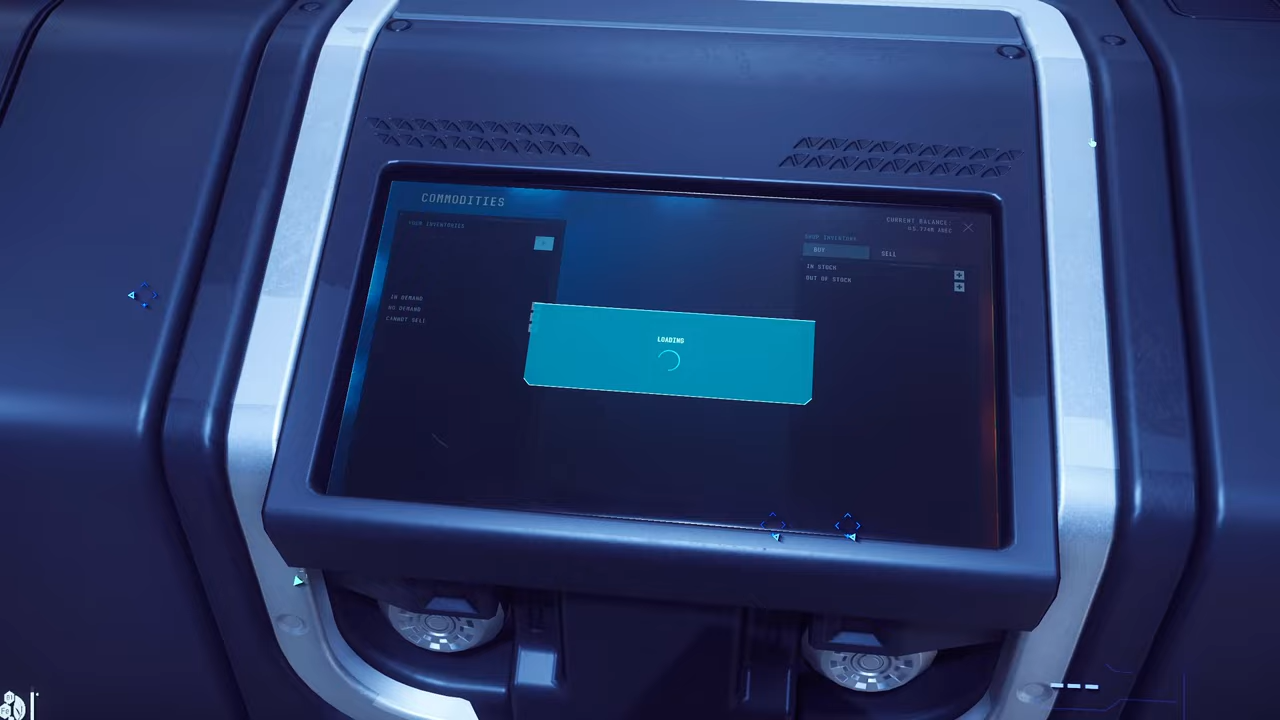 COMMODITIES
YOUR INVENTORIES
IN DEMAND
NO DEMAND
CANNOT SELL
LOADING
CURRENT BALANCE:
SHOP INVENTORY
BUY
SELL
IN STOCK
OUT OF STOCK